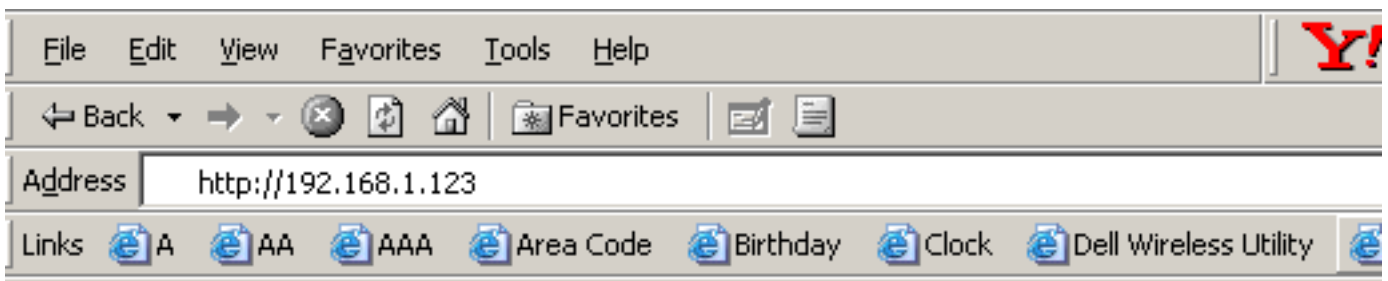 File Edit View Favorites Tools Help Y!
Back Favorites
Address http://192.168.1.123
Links A AA AAA Area Code Birthday Clock Dell Wireless Utility